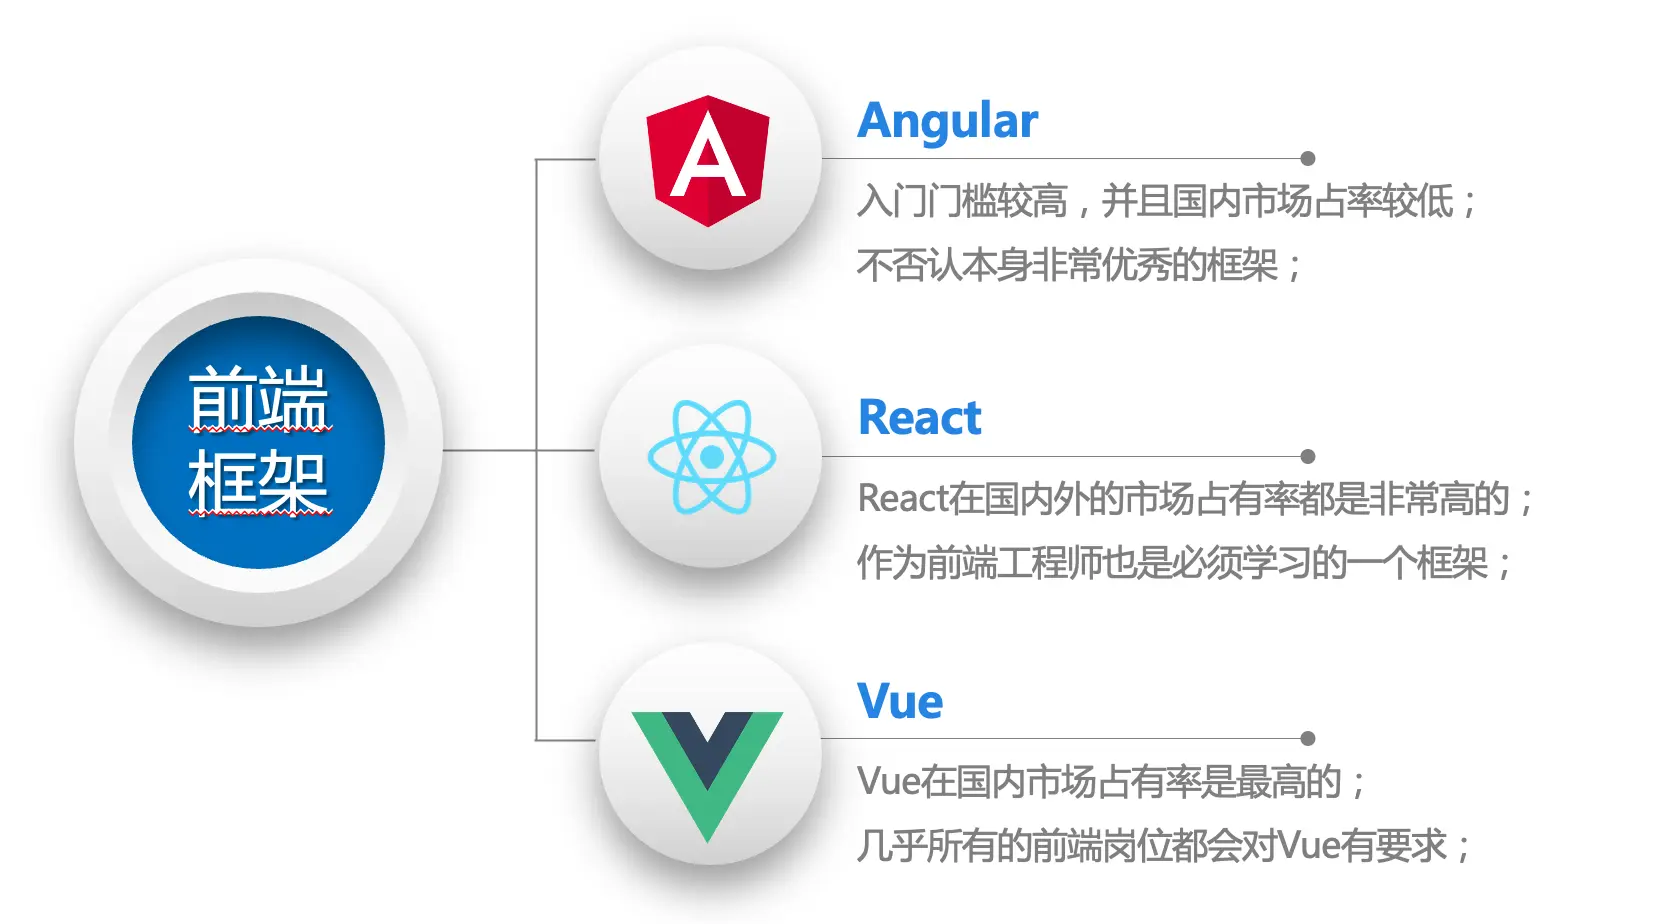 前端
框架
Angular
入门门槛较高，并且国内市场占率较低；
不否认本身非常优秀的框架；
React
React在国内外的市场占有率都是非常高的；
作为前端工程师也是必须学习的一个框架；
Vue
Vue在国内市场占有率是最高的；
几乎所有的前端岗位都会对Vue有要求；